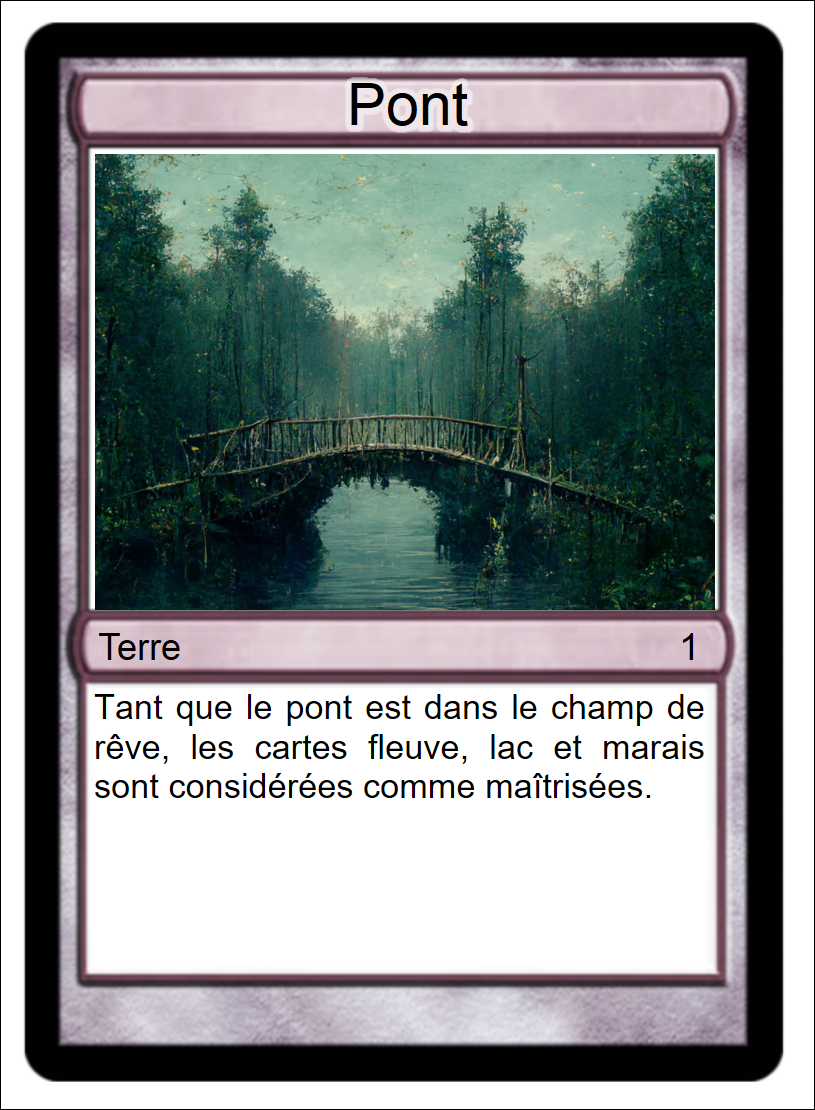 Pont
Terre 1
Tant que le pont est dans le champ de
rêve, les cartes fleuve, lac et marais
sont considérées comme maîtrisées.